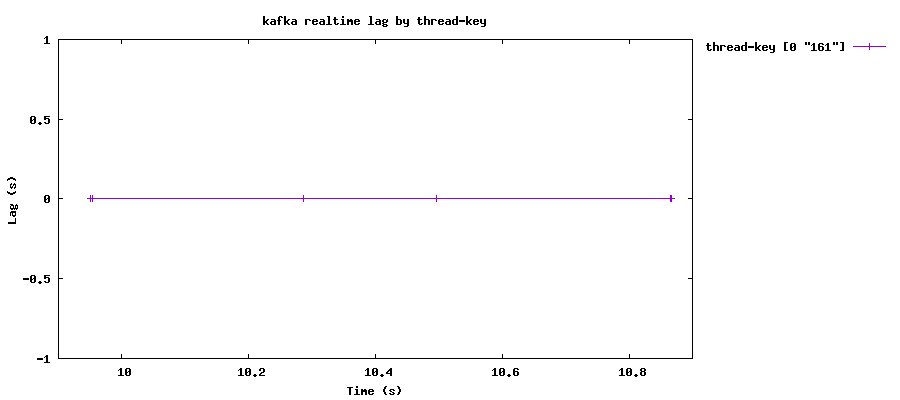 kafka realtime lag by thread-key
thread-key [0 "161"]
1
0.5
0
-0.5
-1
Lag (s)
10
10.2
10.4
10.6
10.8
Time (s)